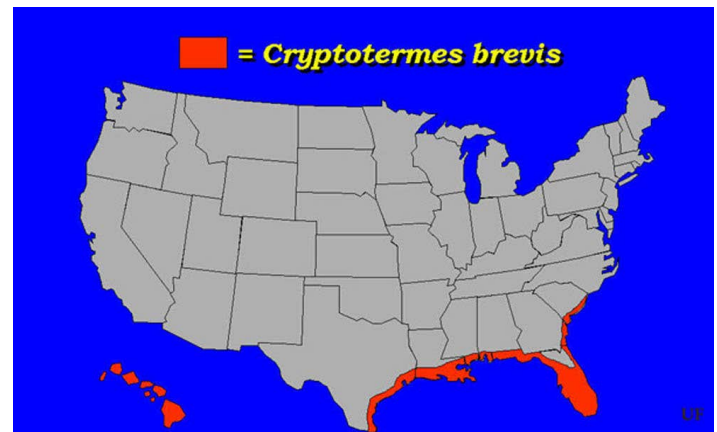 = Cryptotermes brevis
UF